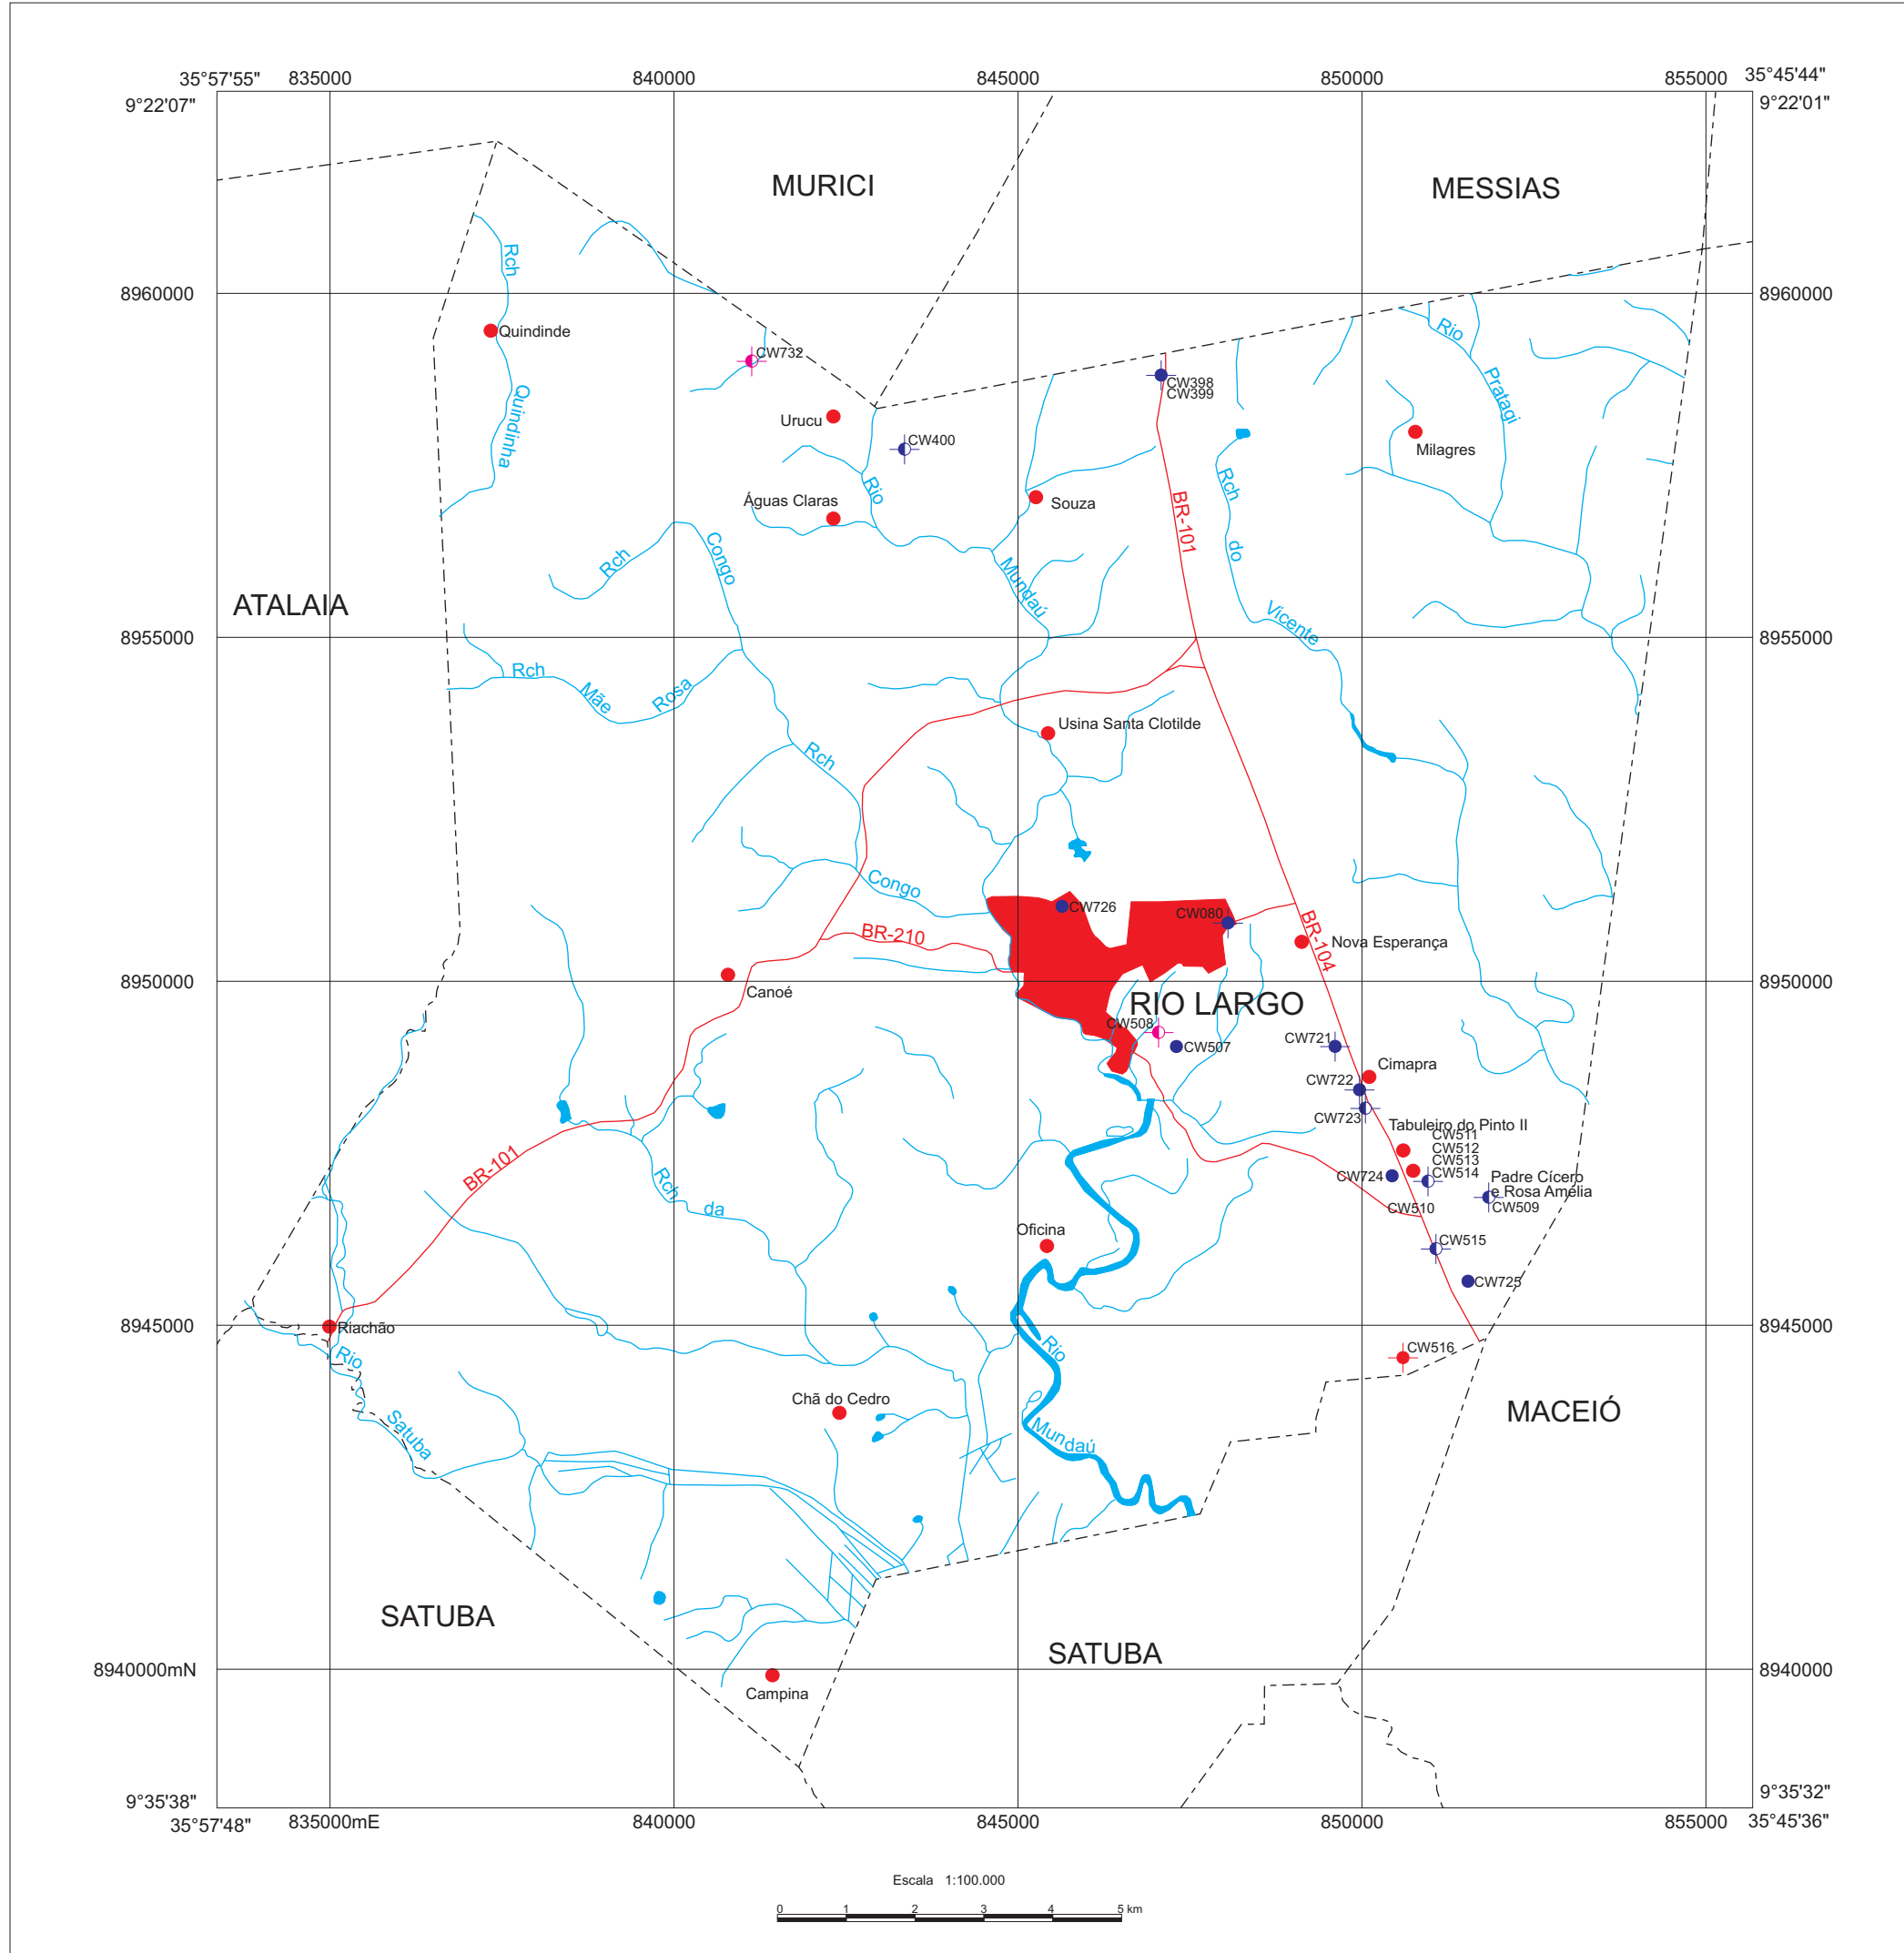 35°57'55" 835000 840000 845000 850000 855000 35°45'44"
9°22'07" 9°22'01"
MURICI
MESSIAS
Rch
8960000 8960000
Rio
Quindinde
CW732
CW398
CW399
Pratagi
Quindinha
Urucu
CW400
Milagres
Rio
Águas Claras
Souza
Rch
BR-101
Rch
Congo
do
Mundaú
ATALAIA
Vicente
8955000 8955000
Rch
Mãe
Rosa
Usina Santa Clotilde
Rch
Congo
CW726
CW080
BR-210
BR-104
Nova Esperança
8950000 8950000
Canoé
RIO LARGO
CW508
CW507
CW721
Cimapra
CW722
CW723
Tabuleiro do Pinto II
CW511
CW512
CW513
CW514
BR-101
CW724
Padre Cícero
e Rosa Amélia
CW510
CW509
Rch
da
Oficina
CW515
CW725
8945000 8945000
Riachão
Rio
Rio
CW516
Chã do Cedro
MACEIÓ
Satuba
Mundaú
SATUBA
SATUBA
8940000mN 8940000
Campina
9°35'38" 9°35'32"
35°57'48" 835000mE 840000 845000 850000 855000 35°45'36"
Escala 1:100.000
0 1 2 3 4 5 km